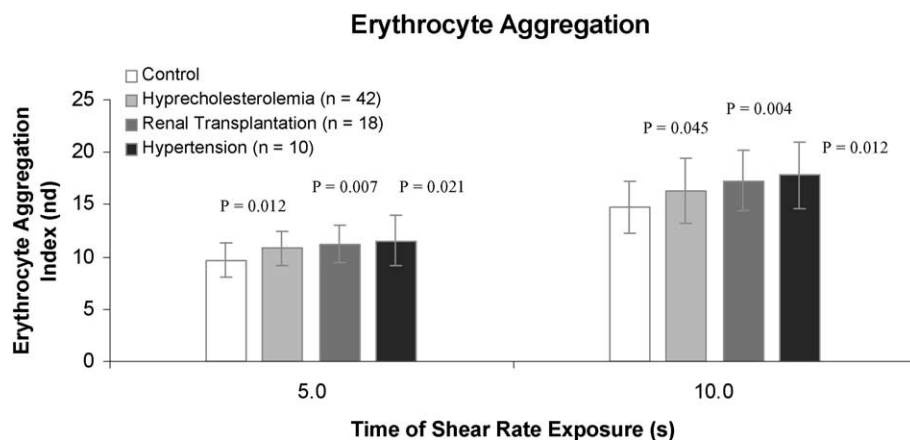 Erythrocyte Aggregation
Control
Hyprecholesterolemia (n = 42)
Renal Transplantation (n = 18)
Hypertension (n = 10)
Erythrocyte Aggregation
Index (nd)
25
20
15
10
5
0
P = 0.012
P = 0.007
P = 0.021
P = 0.045
P = 0.004
P = 0.012
5.0
10.0
Time of Shear Rate Exposure (s)